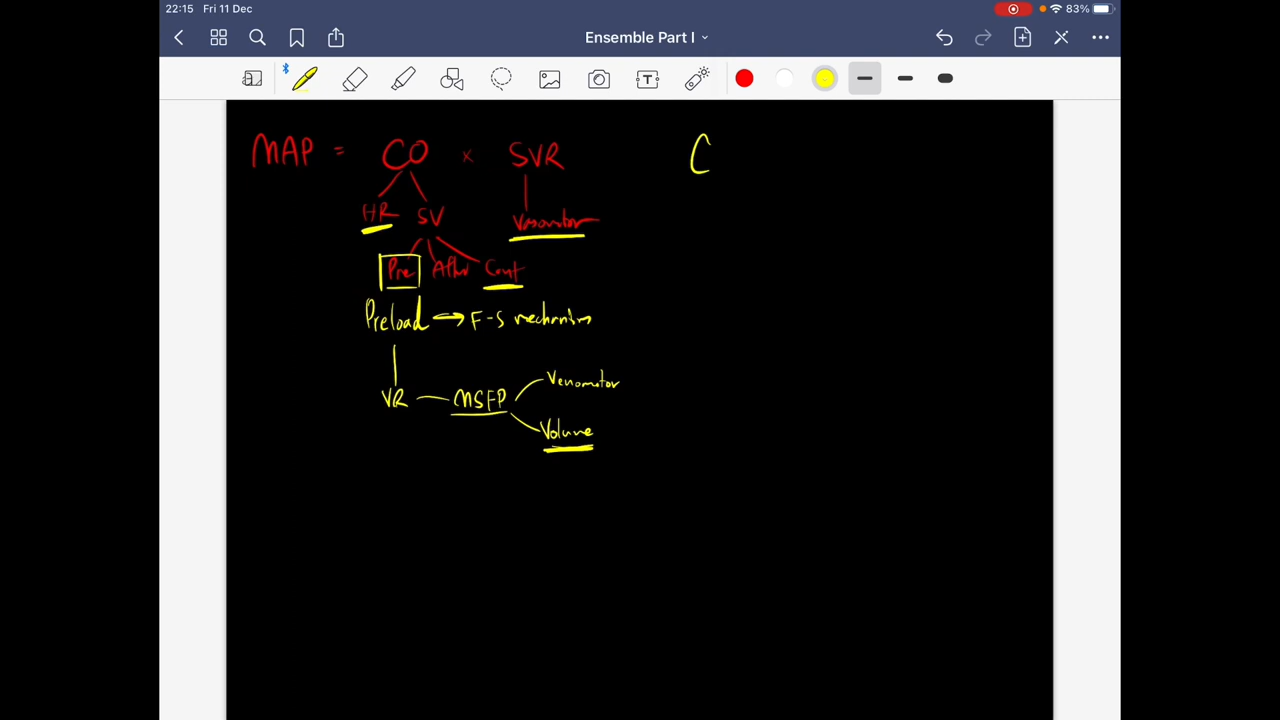 22:15 Fri 11 Dec 83%
Ensemble Part I
T
MAP = CO x SVR C
HR SV Vasomotor
Pre After Cont
Preload F-S mechanism
Venomotor
VR MSFP
Volume